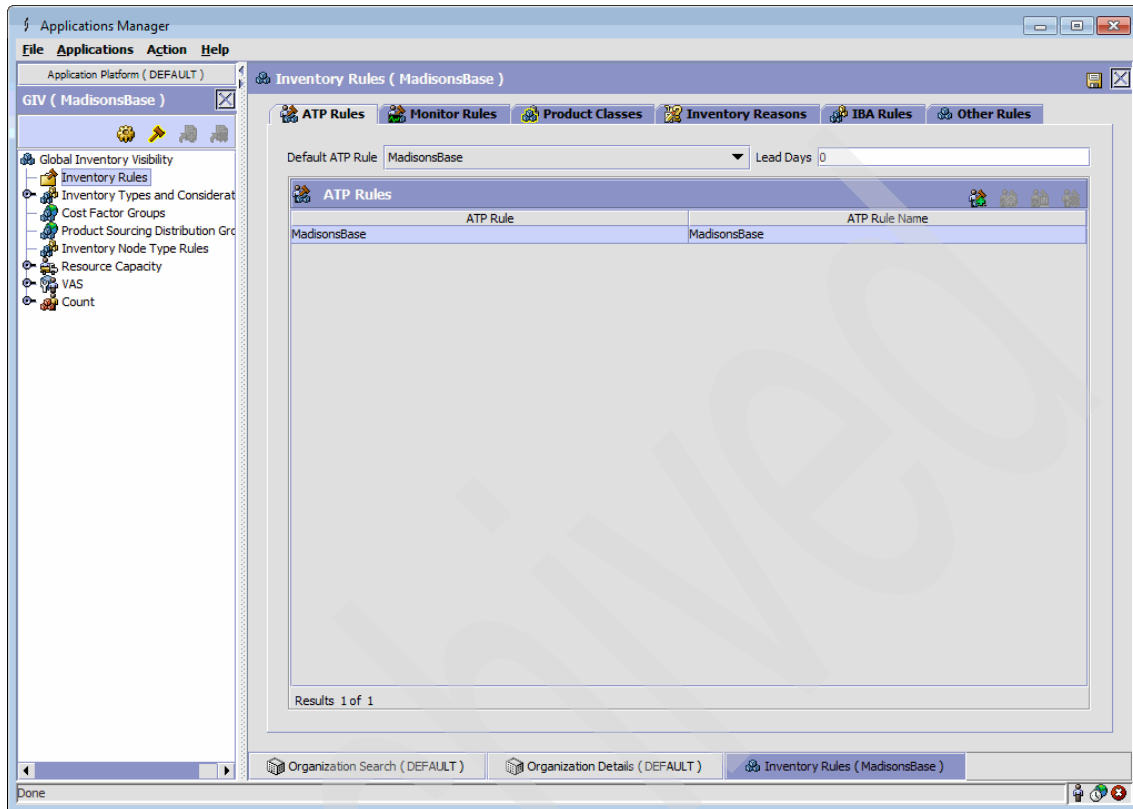 Applications Manager
File Applications Action Help
Application Platform ( DEFAULT )
GIV ( MadisonsBase )
Global Inventory Visibility
Inventory Rules
Inventory Types and Considerat
Cost Factor Groups
Product Sourcing Distribution Gro
Inventory Node Type Rules
Resource Capacity
VAS
Count
Inventory Rules ( MadisonsBase )
ATP Rules Monitor Rules Product Classes Inventory Reasons IBA Rules Other Rules
Default ATP Rule MadisonsBase Lead Days 0
ATP Rules
ATP Rule ATP Rule Name
MadisonsBase MadisonsBase
Results 1 of 1
Organization Search ( DEFAULT ) Organization Details ( DEFAULT ) Inventory Rules ( MadisonsBase )
Done